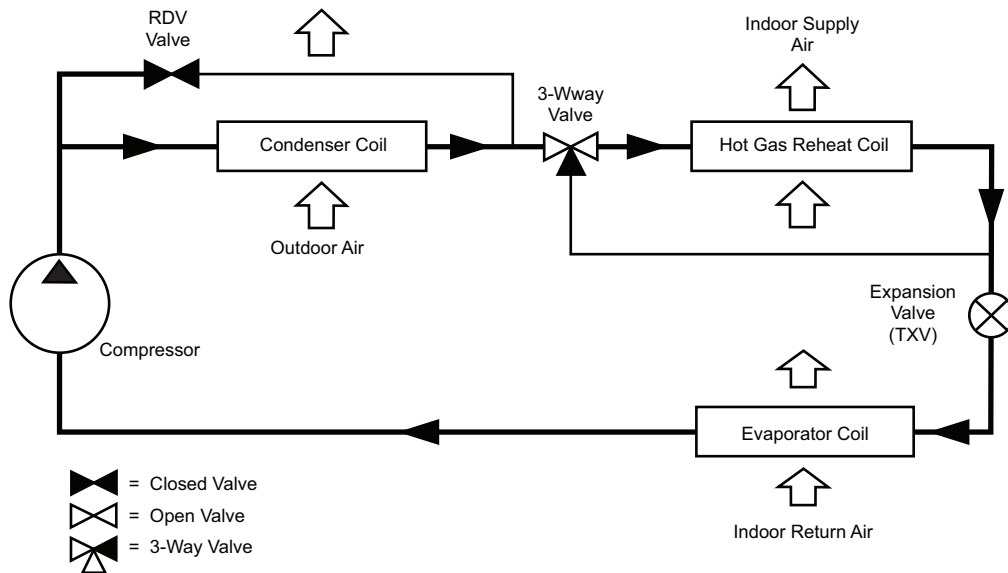 RDV
Valve
Indoor Supply
Air
3-Wway
Valve
Condenser Coil
Hot Gas Reheat Coil
Outdoor Air
Expansion
Valve
(TXV)
Compressor
Evaporator Coil
= Closed Valve
= Open Valve
Indoor Return Air
= 3-Way Valve